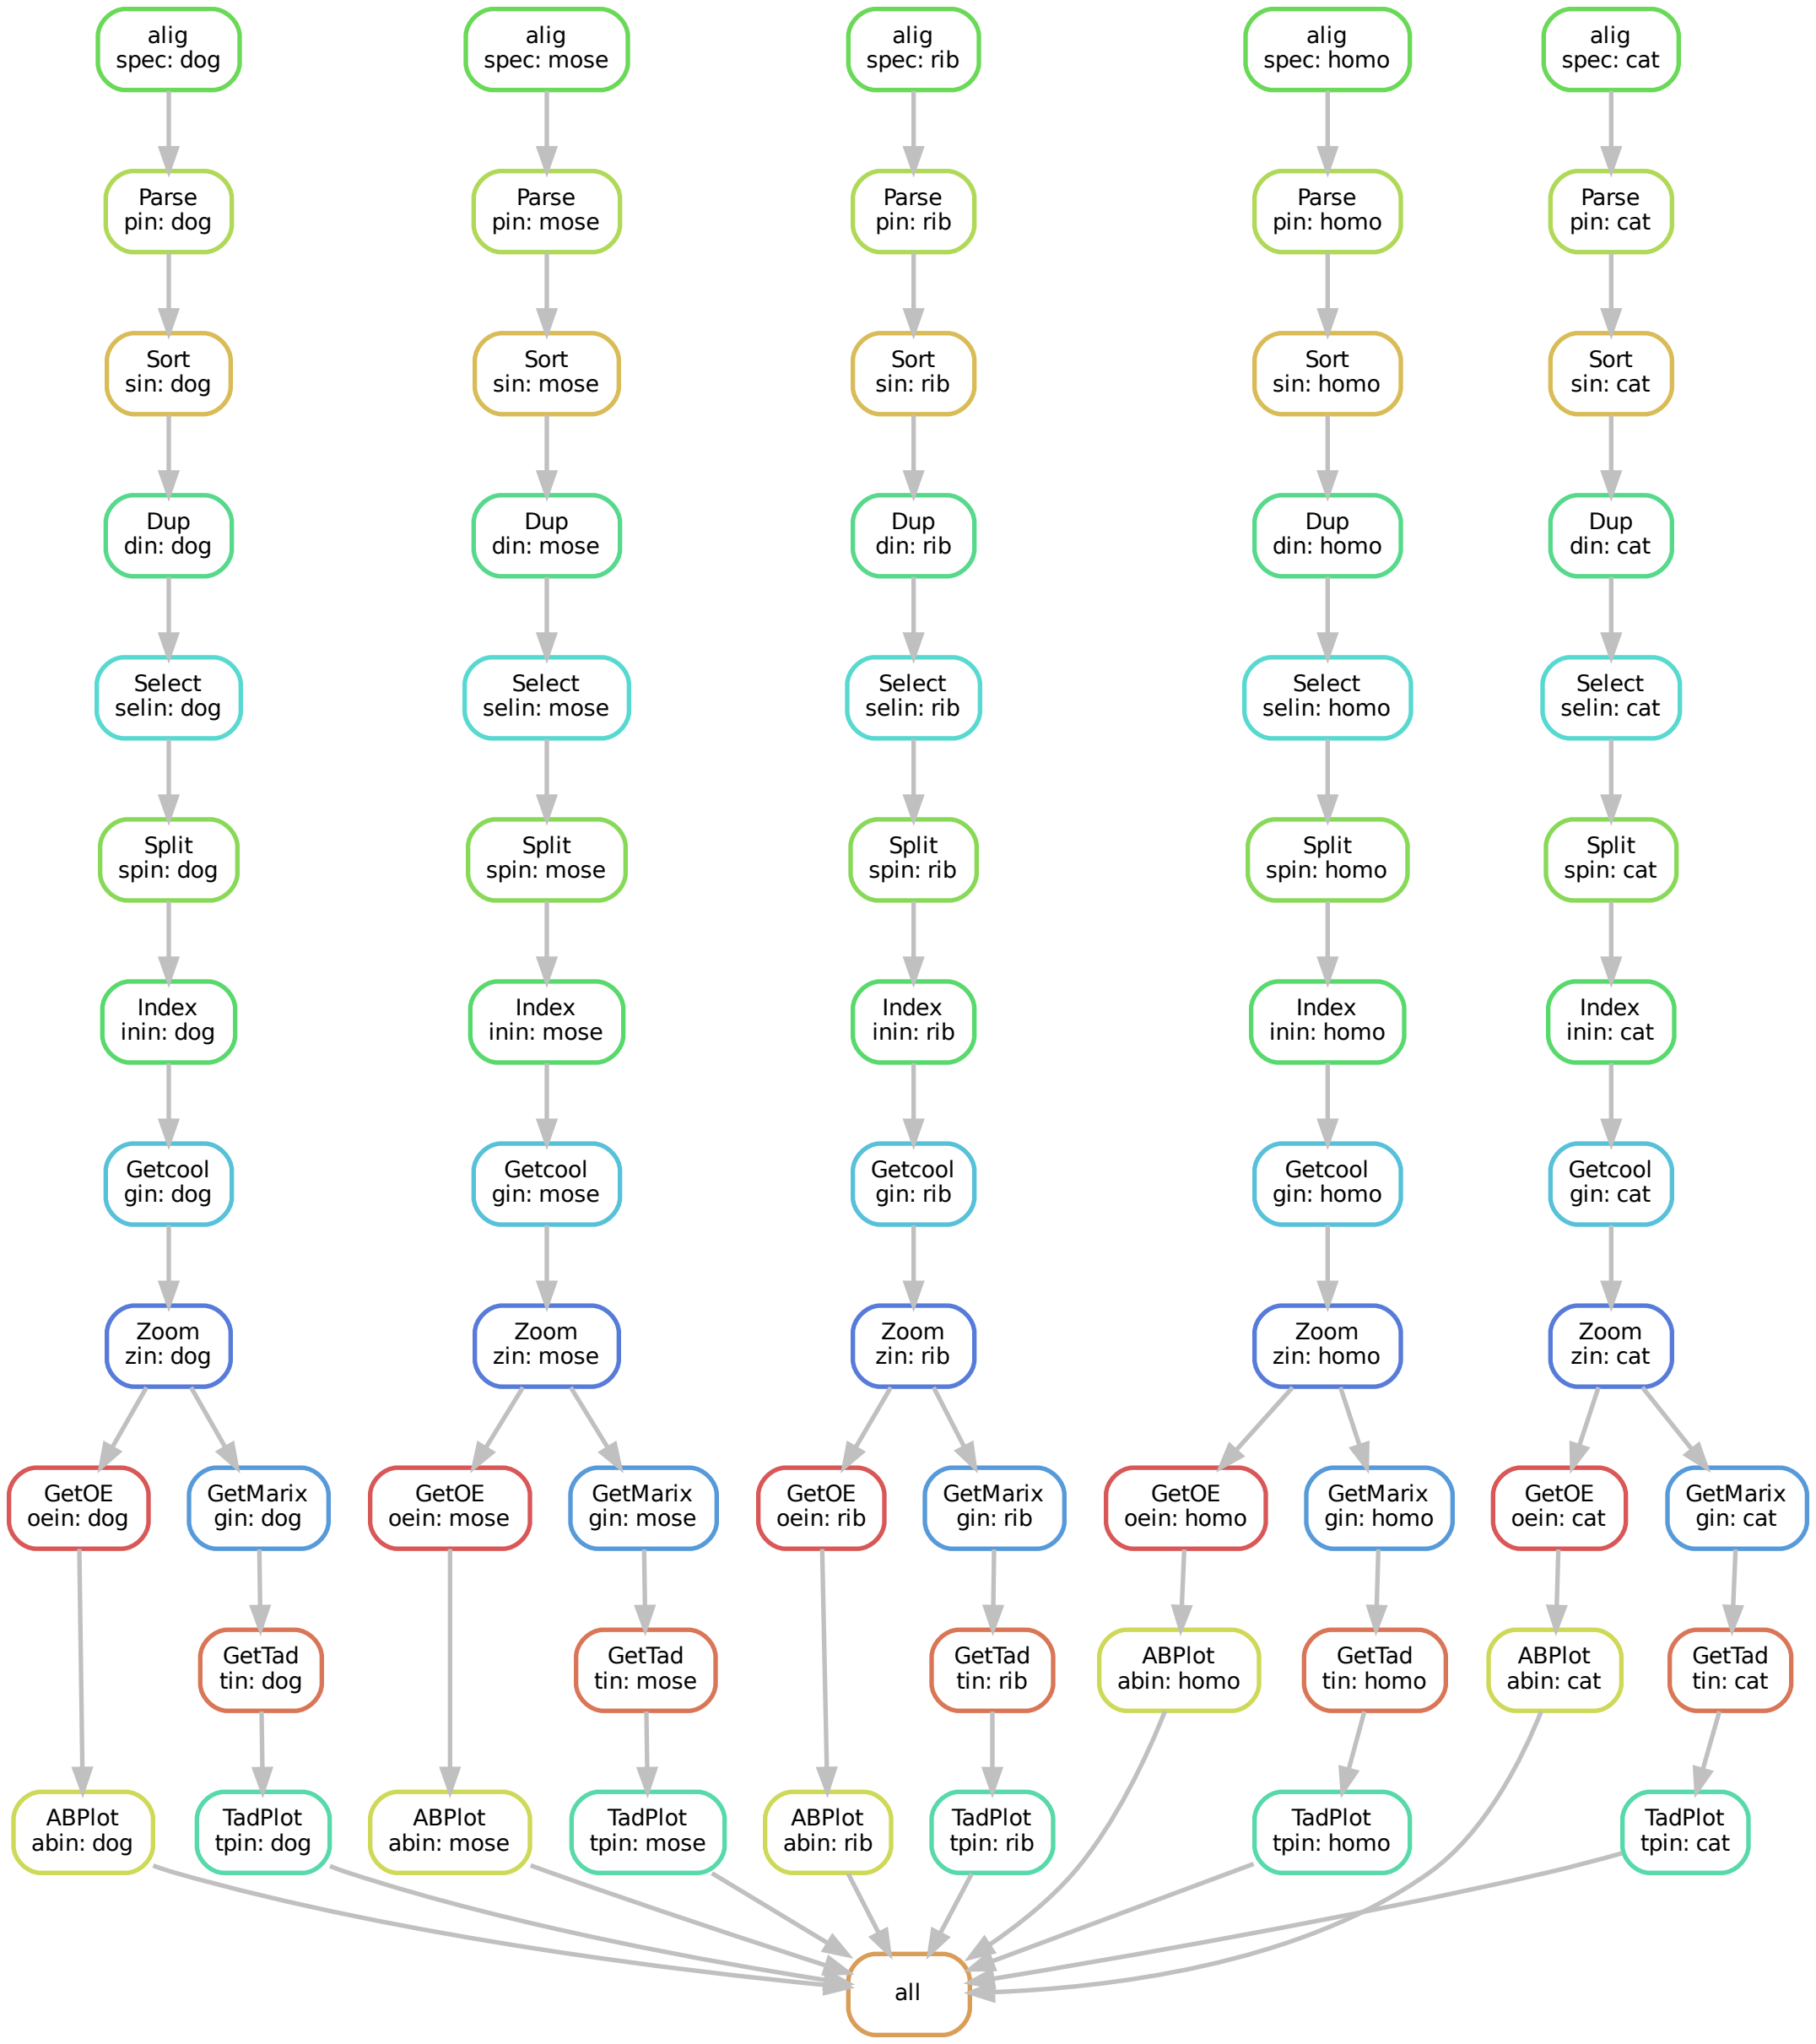 alig
spec: dog
alig
spec: mose
alig
spec: rib
alig
spec: homo
alig
spec: cat
Parse
pin: dog
Parse
pin: mose
Parse
pin: rib
Parse
pin: homo
Parse
pin: cat
Sort
sin: dog
Sort
sin: mose
Sort
sin: rib
Sort
sin: homo
Sort
sin: cat
Dup
din: dog
Dup
din: mose
Dup
din: rib
Dup
din: homo
Dup
din: cat
Select
selin: dog
Select
selin: mose
Select
selin: rib
Select
selin: homo
Select
selin: cat
Split
spin: dog
Split
spin: mose
Split
spin: rib
Split
spin: homo
Split
spin: cat
Index
inin: dog
Index
inin: mose
Index
inin: rib
Index
inin: homo
Index
inin: cat
Getcool
gin: dog
Getcool
gin: mose
Getcool
gin: rib
Getcool
gin: homo
Getcool
gin: cat
Zoom
zin: dog
Zoom
zin: mose
Zoom
zin: rib
Zoom
zin: homo
Zoom
zin: cat
GetOE
oein: dog
GetMarix
gin: dog
GetOE
oein: mose
GetMarix
gin: mose
GetOE
oein: rib
GetMarix
gin: rib
GetOE
oein: homo
GetMarix
gin: homo
GetOE
oein: cat
GetMarix
gin: cat
GetTad
tin: dog
GetTad
tin: mose
GetTad
tin: rib
ABPlot
abin: homo
GetTad
tin: homo
ABPlot
abin: cat
GetTad
tin: cat
ABPlot
abin: dog
TadPlot
tpin: dog
ABPlot
abin: mose
TadPlot
tpin: mose
ABPlot
abin: rib
TadPlot
tpin: rib
TadPlot
tpin: homo
TadPlot
tpin: cat
all